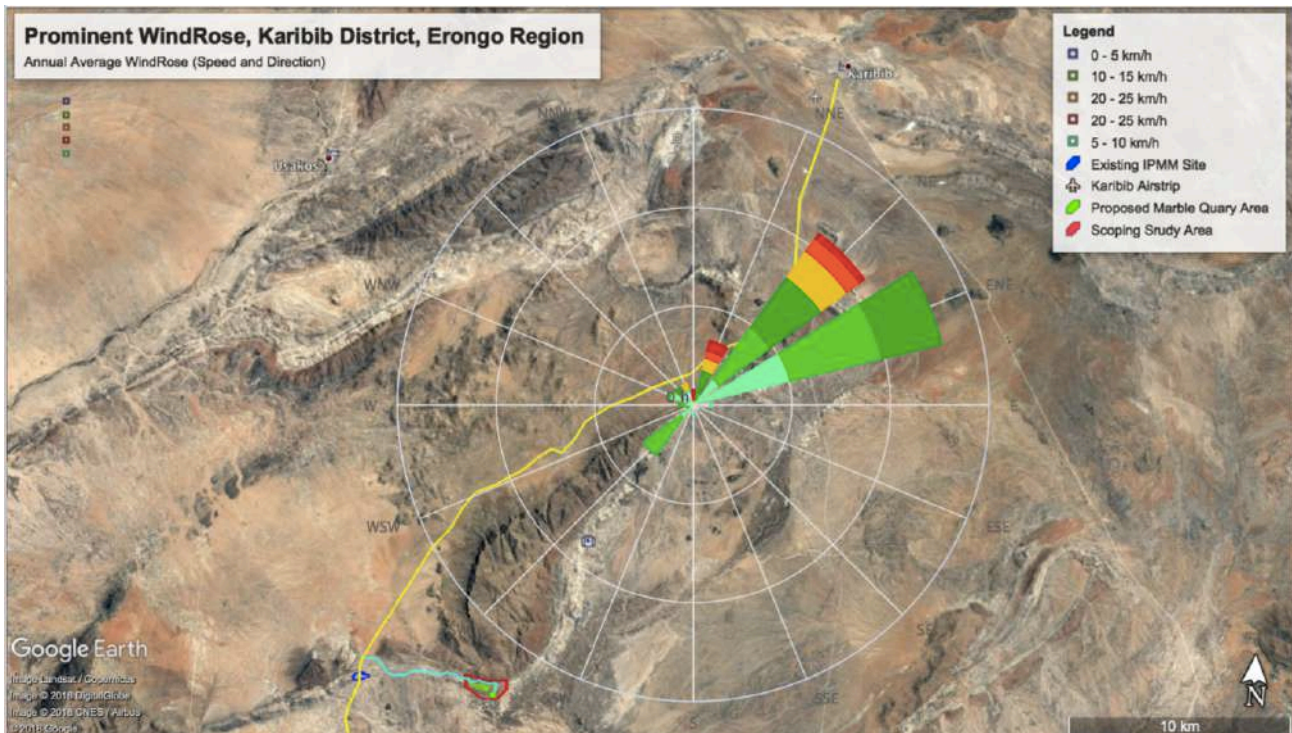 Prominent WindRose, Karibib District, Erongo Region
Annual Average WindRose (Speed and Direction)
Legend
0 - 5 km/h
10 - 15 km/h
20 - 25 km/h
20 - 25 km/h
5 - 10 km/h
Existing IPMM Site
Karibib Airstrip
Proposed Marble Quary Area
Scoping Srudy Area
Karibib
NNW
NNE
Usakos
NE
WNW
ENE
W
WSW
ESE
SE
SSE
S
Google Earth
Image Landsat / Copernicus
Image © 2018 DigitalGlobe
Image © 2018 CNES / Airbus
©2018 Google
N
10 km